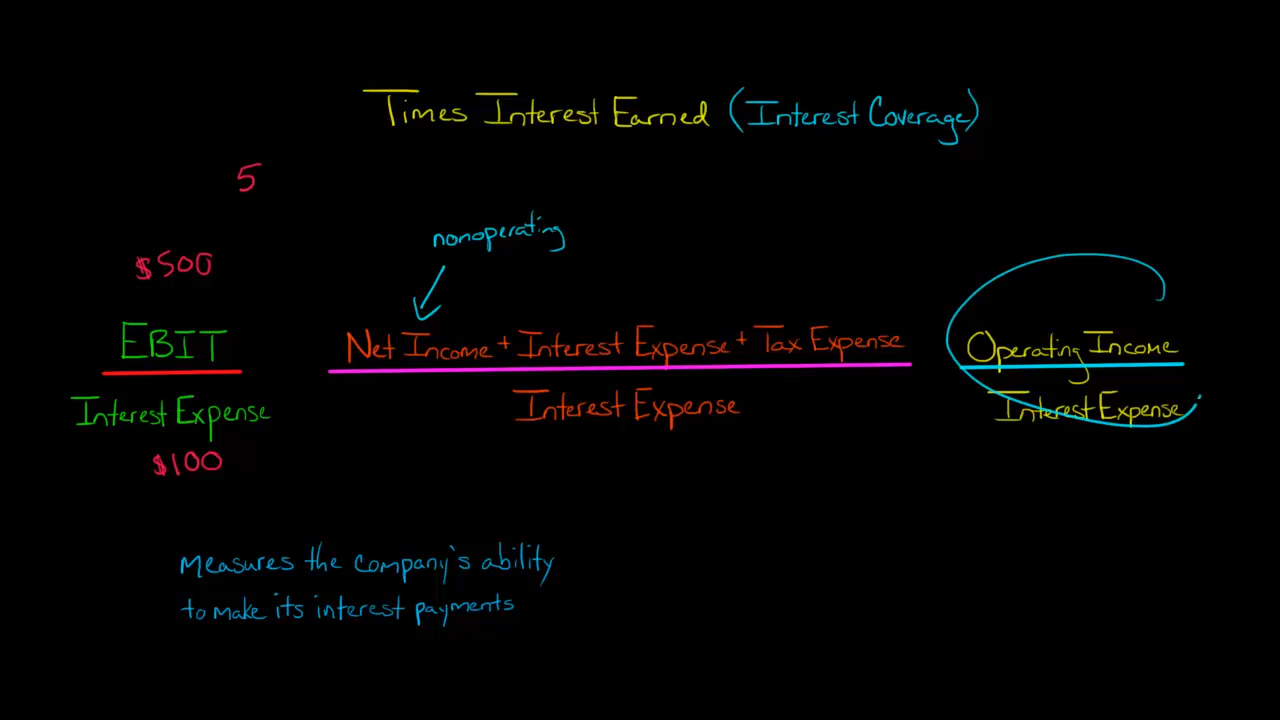 Times Interest Earned (Interest Coverage)
5
nonoperating
$500
EBIT
Interest Expense
$100
Net Income + Interest Expense + Tax Expense
Interest Expense
Operating Income
Interest Expense
Measures the company's ability
to make its interest payments